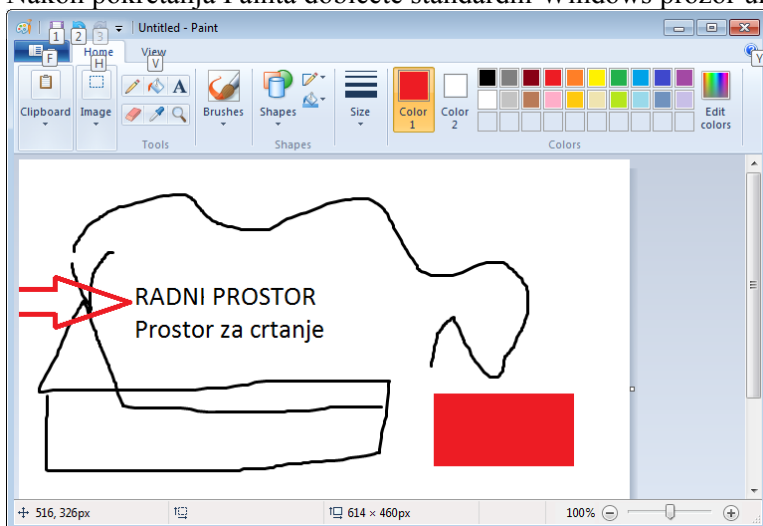 Nakon pokretanja Painta dobićete standardni Windows prozor
Untitled - Paint
1 2 3
F Home View
H V Y
Clipboard Image Brushes Shapes Size Color 1 Color 2 Edit colors
Tools Shapes Colors
RADNI PROSTOR
Prostor za crtanje
516, 326px 614 × 460px 100%